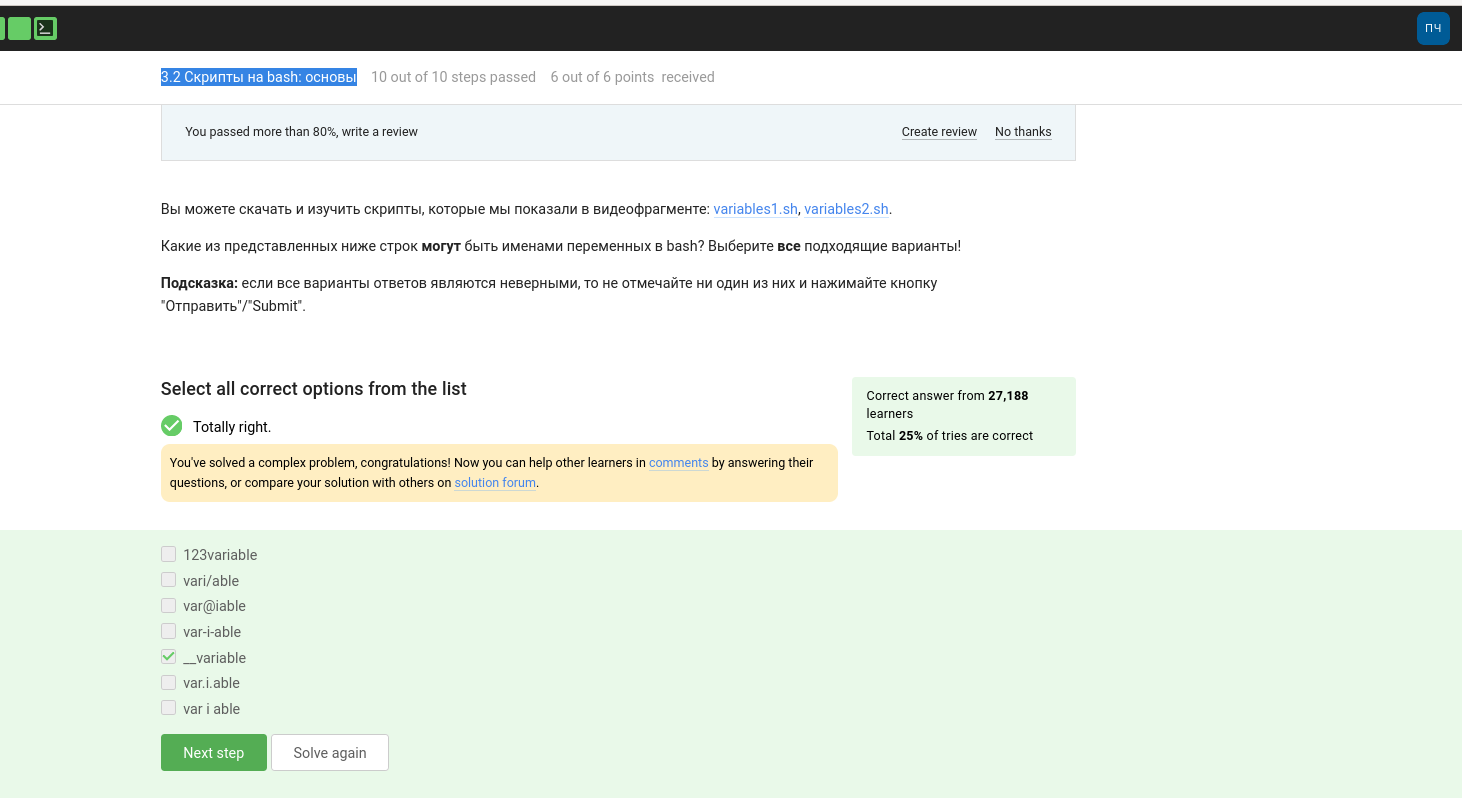 ПЧ
3.2 Скрипты на bash: основы 10 out of 10 steps passed 6 out of 6 points received
You passed more than 80%, write a review Create review No thanks
Вы можете скачать и изучить скрипты, которые мы показали в видеофрагменте: variables1.sh, variables2.sh.
Какие из представленных ниже строк могут быть именами переменных в bash? Выберите все подходящие варианты!
Подсказка: если все варианты ответов являются неверными, то не отмечайте ни один из них и нажимайте кнопку
"Отправить"/"Submit".
Select all correct options from the list
Totally right.
You've solved a complex problem, congratulations! Now you can help other learners in comments by answering their
questions, or compare your solution with others on solution forum.
Correct answer from 27,188
learners
Total 25% of tries are correct
123variable
vari/able
var@iable
var-i-able
__variable
var.i.able
var i able
Next step Solve again